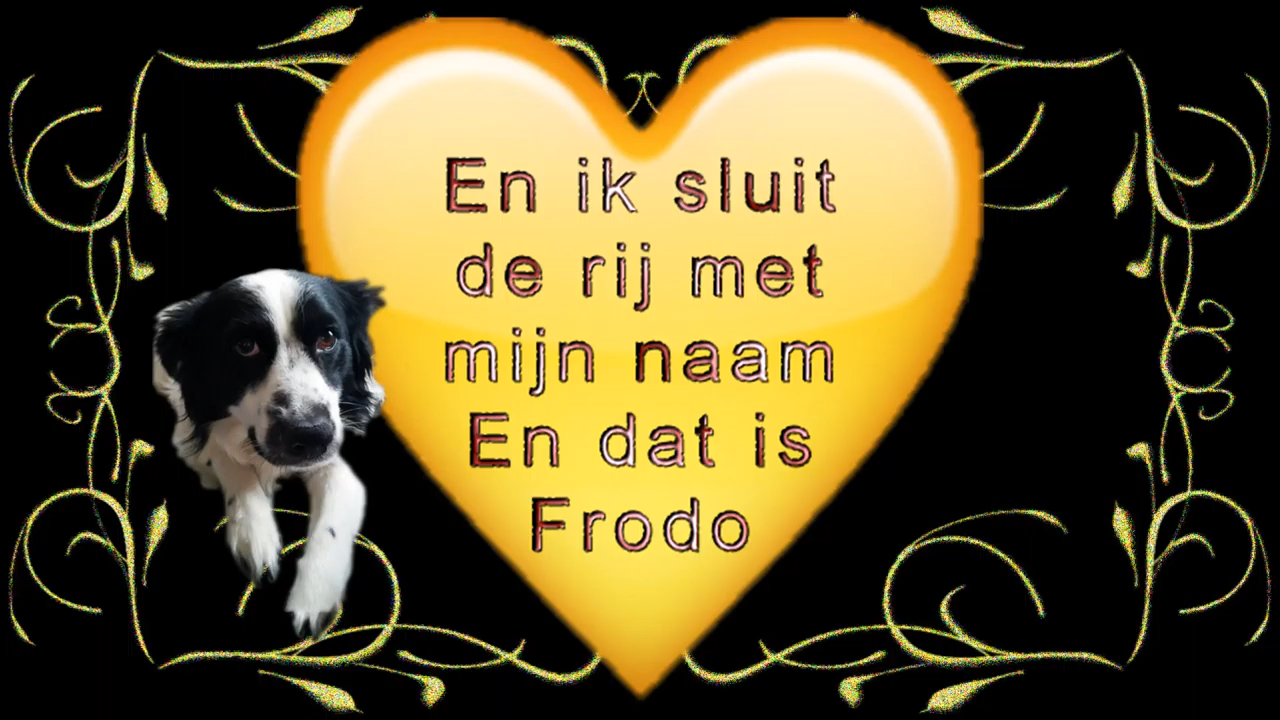 En ik sluit
de rij met
mijn naam
En dat is
Frodo